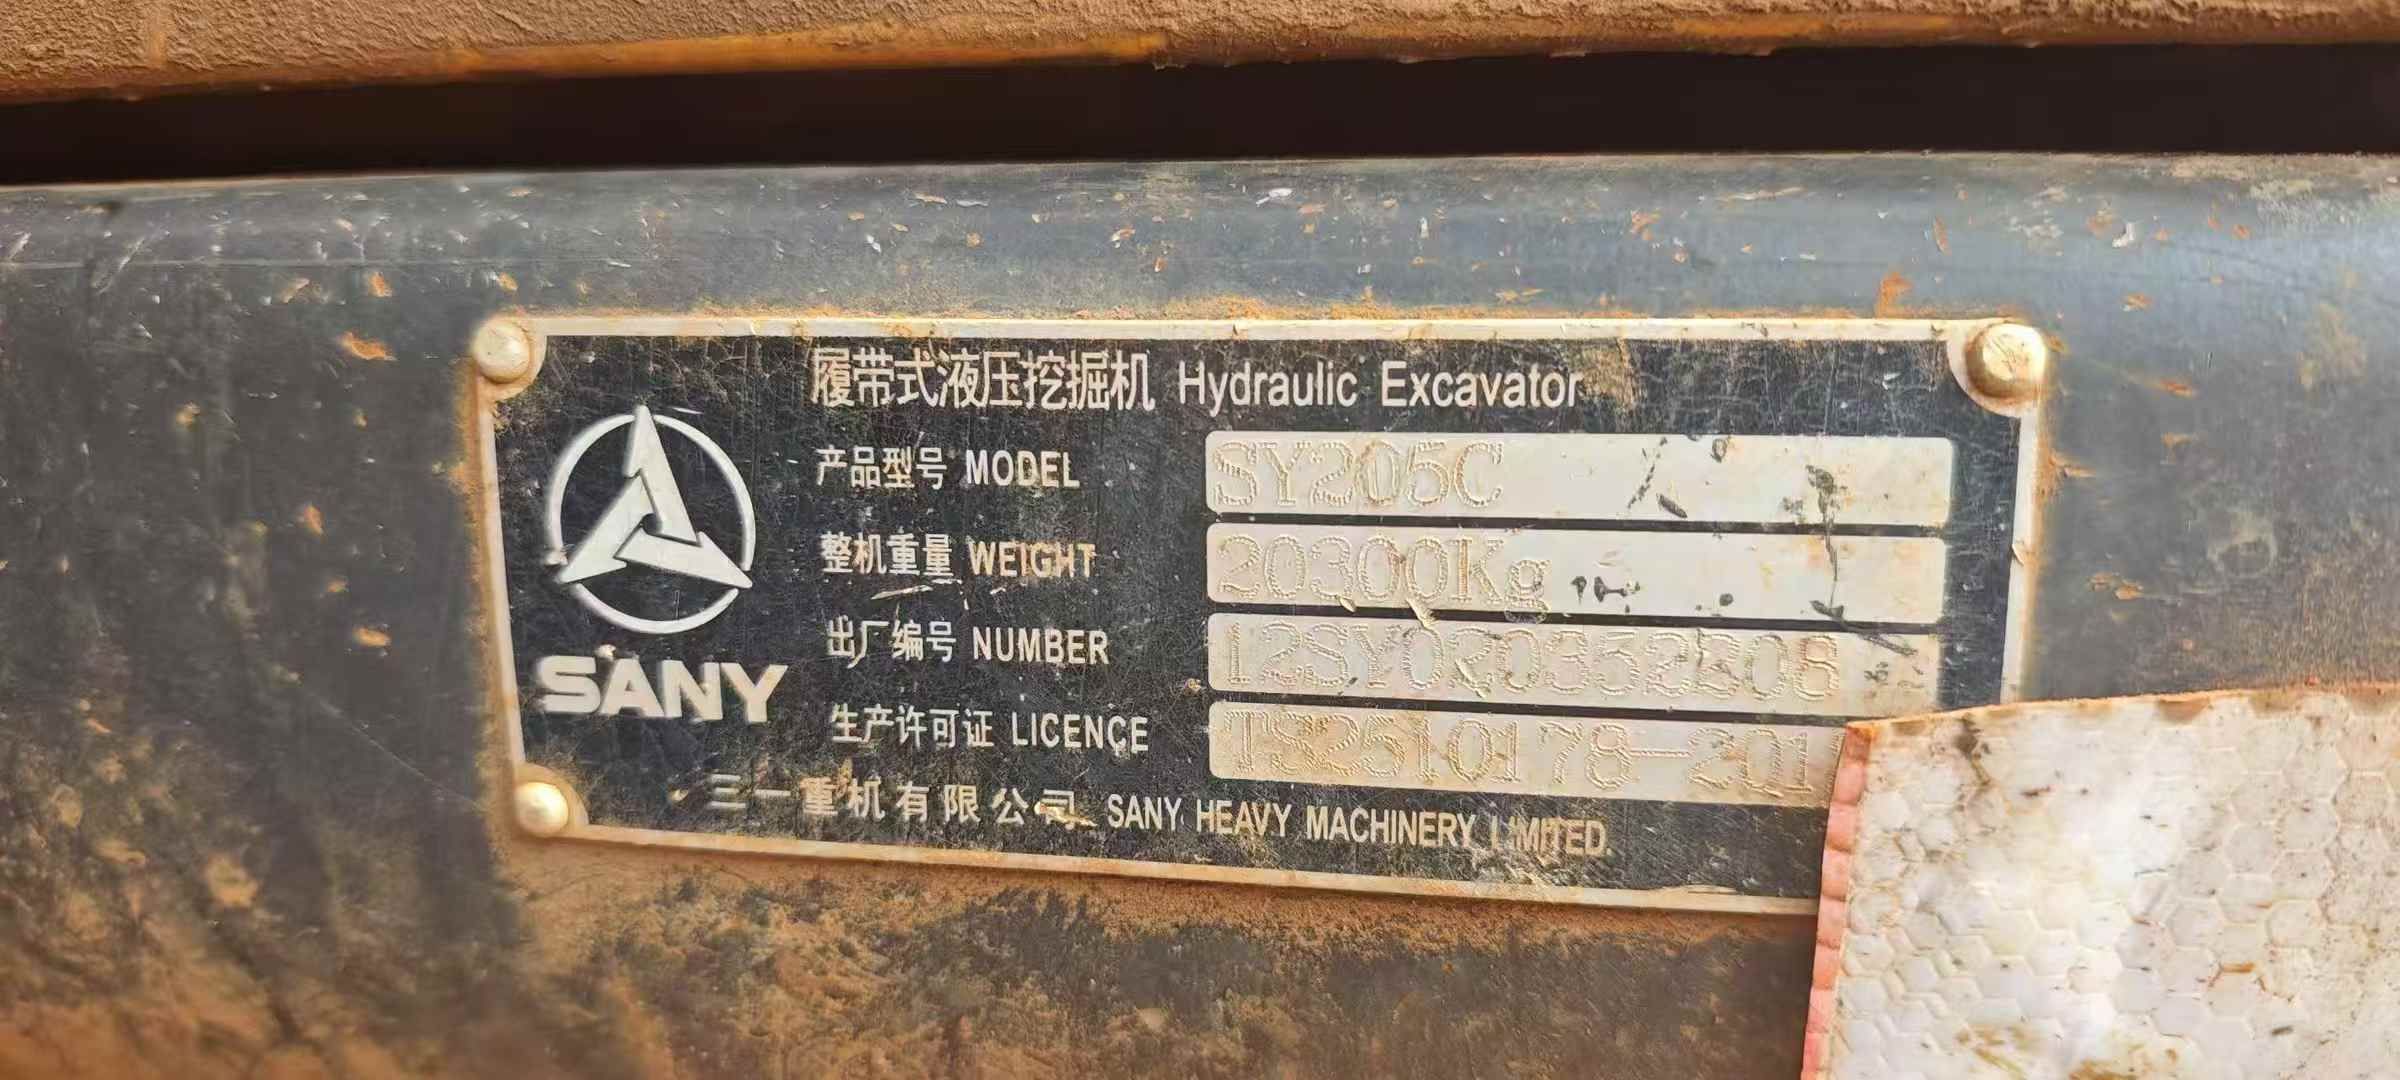 履带式液压挖掘机 Hydraulic Excavator
产品型号 MODEL SY205C
整机重量 WEIGHT 20300Kg
出厂编号 NUMBER 12SY020352B08
生产许可证 LICENCE TS2510178-201
SANY
三一重机有限公司 SANY HEAVY MACHINERY LIMITED.